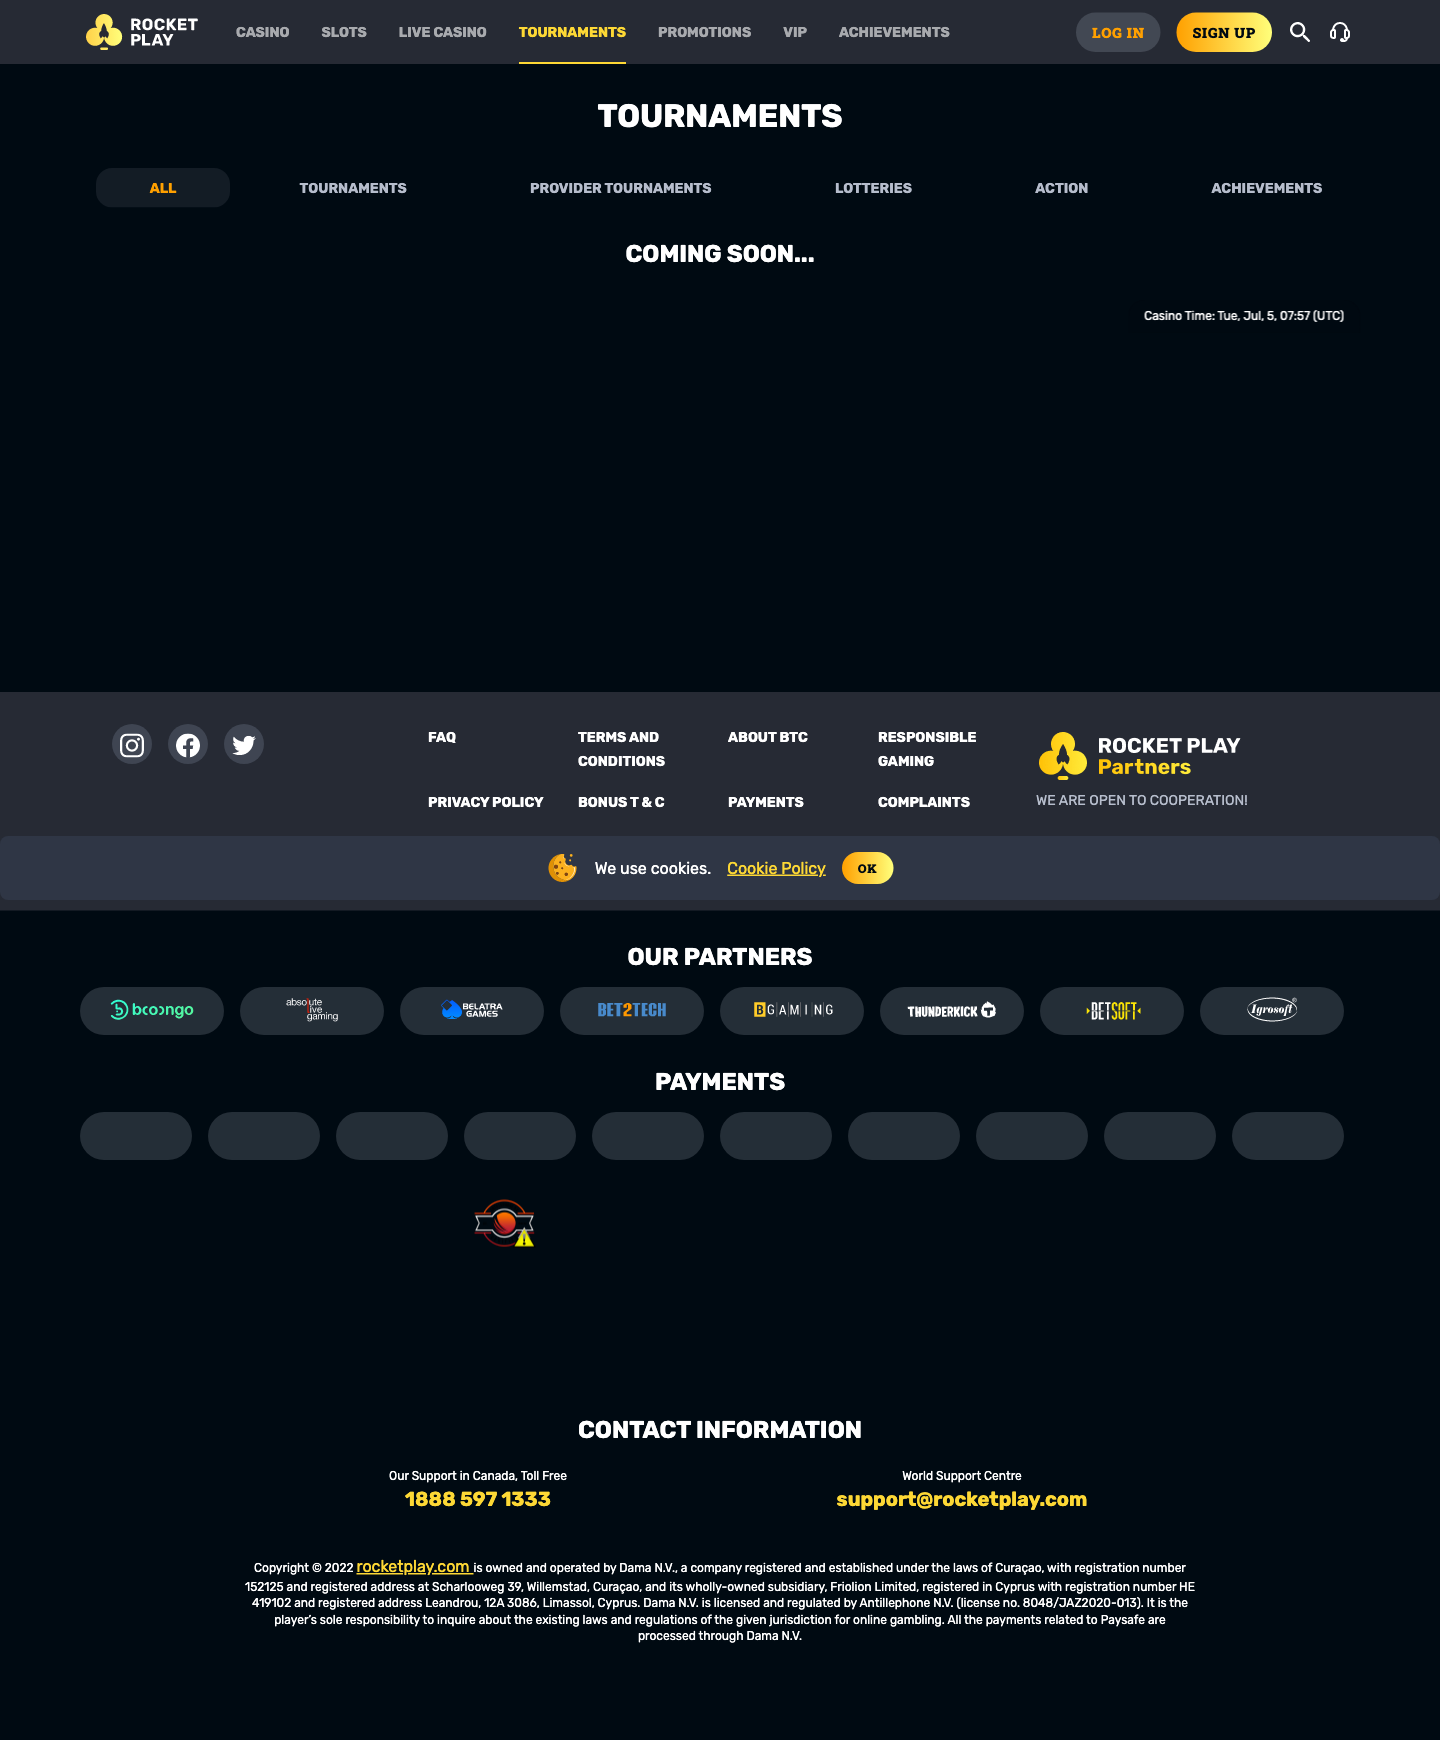 ROCKET
PLAY
CASINO
SLOTS
LIVE CASINO
TOURNAMENTS
PROMOTIONS
VIP
ACHIEVEMENTS
LOG IN
SIGN UP
TOURNAMENTS
ALL
TOURNAMENTS
PROVIDER TOURNAMENTS
LOTTERIES
ACTION
ACHIEVEMENTS
COMING SOON...
Casino Time: Tue, Jul, 5, 07:57 (UTC)
FAQ
TERMS AND
CONDITIONS
ABOUT BTC
RESPONSIBLE
GAMING
PRIVACY POLICY
BONUS T & C
PAYMENTS
COMPLAINTS
ROCKET PLAY
Partners
WE ARE OPEN TO COOPERATION!
We use cookies. Cookie Policy
OK
OUR PARTNERS
booongo
absolute
live
gaming
BELATRA
GAMES
BET2TECH
BGAMING
THUNDERKICK
BETSOFT
Igrosoft
PAYMENTS
CONTACT INFORMATION
Our Support in Canada, Toll Free
1888 597 1333
World Support Centre
support@rocketplay.com
Copyright © 2022 rocketplay.com is owned and operated by Dama N.V., a company registered and established under the laws of Curaçao, with registration number
152125 and registered address at Scharlooweg 39, Willemstad, Curaçao, and its wholly-owned subsidiary, Friolion Limited, registered in Cyprus with registration number HE
419102 and registered address Leandrou, 12A 3086, Limassol, Cyprus. Dama N.V. is licensed and regulated by Antillephone N.V. (license no. 8048/JAZ2020-013). It is the
player's sole responsibility to inquire about the existing laws and regulations of the given jurisdiction for online gambling. All the payments related to Paysafe are
processed through Dama N.V.